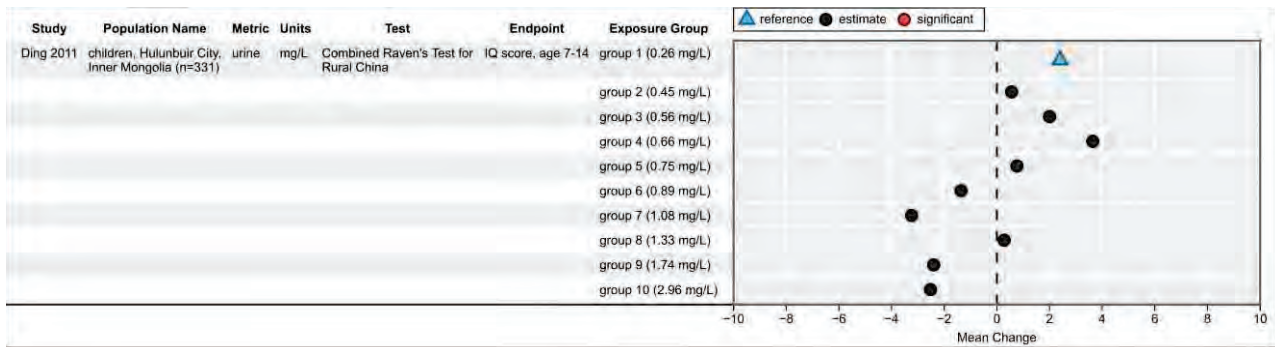 reference estimate significant
Study Population Name Metric Units Test Endpoint Exposure Group
Ding 2011 children, Hulunbuir City, urine mg/L Combined Raven's Test for IQ score, age 7-14 group 1 (0.26 mg/L)
Inner Mongolia (n=331) Rural China
group 2 (0.45 mg/L)
group 3 (0.56 mg/L)
group 4 (0.66 mg/L)
group 5 (0.75 mg/L)
group 6 (0.89 mg/L)
group 7 (1.08 mg/L)
group 8 (1.33 mg/L)
group 9 (1.74 mg/L)
group 10 (2.96 mg/L)
−10 −8 −6 −4 −2 0 2 4 6 8 10
Mean Change